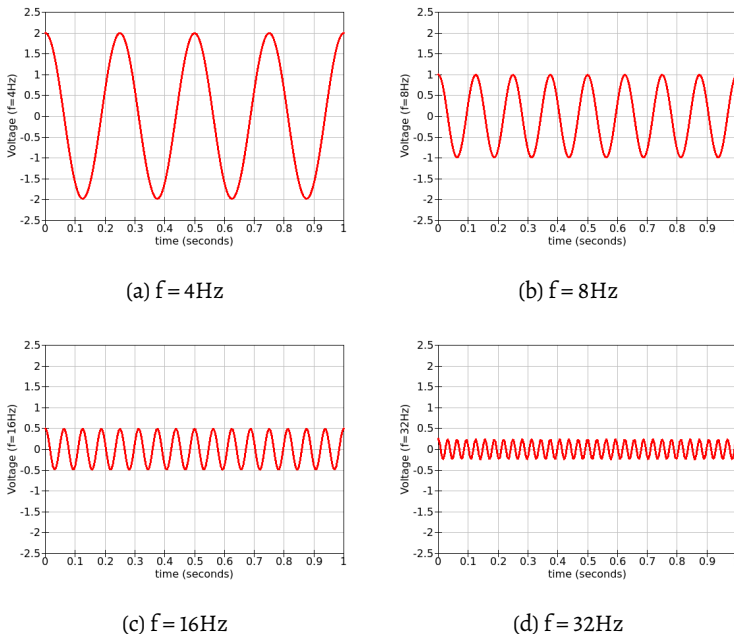 2.5
2
1.5
1
0.5
0
-0.5
-1
-1.5
-2
-2.5
Voltage (f=4Hz)
0 0.1 0.2 0.3 0.4 0.5 0.6 0.7 0.8 0.9 1
time (seconds)
(a) f = 4Hz
2.5
2
1.5
1
0.5
0
-0.5
-1
-1.5
-2
-2.5
Voltage (f=8Hz)
0 0.1 0.2 0.3 0.4 0.5 0.6 0.7 0.8 0.9
time (seconds)
(b) f = 8Hz
2.5
2
1.5
1
0.5
0
-0.5
-1
-1.5
-2
-2.5
Voltage (f=16Hz)
0 0.1 0.2 0.3 0.4 0.5 0.6 0.7 0.8 0.9 1
time (seconds)
(c) f = 16Hz
2.5
2
1.5
1
0.5
0
-0.5
-1
-1.5
-2
-2.5
Voltage (f=32Hz)
0 0.1 0.2 0.3 0.4 0.5 0.6 0.7 0.8 0.9
time (seconds)
(d) f = 32Hz